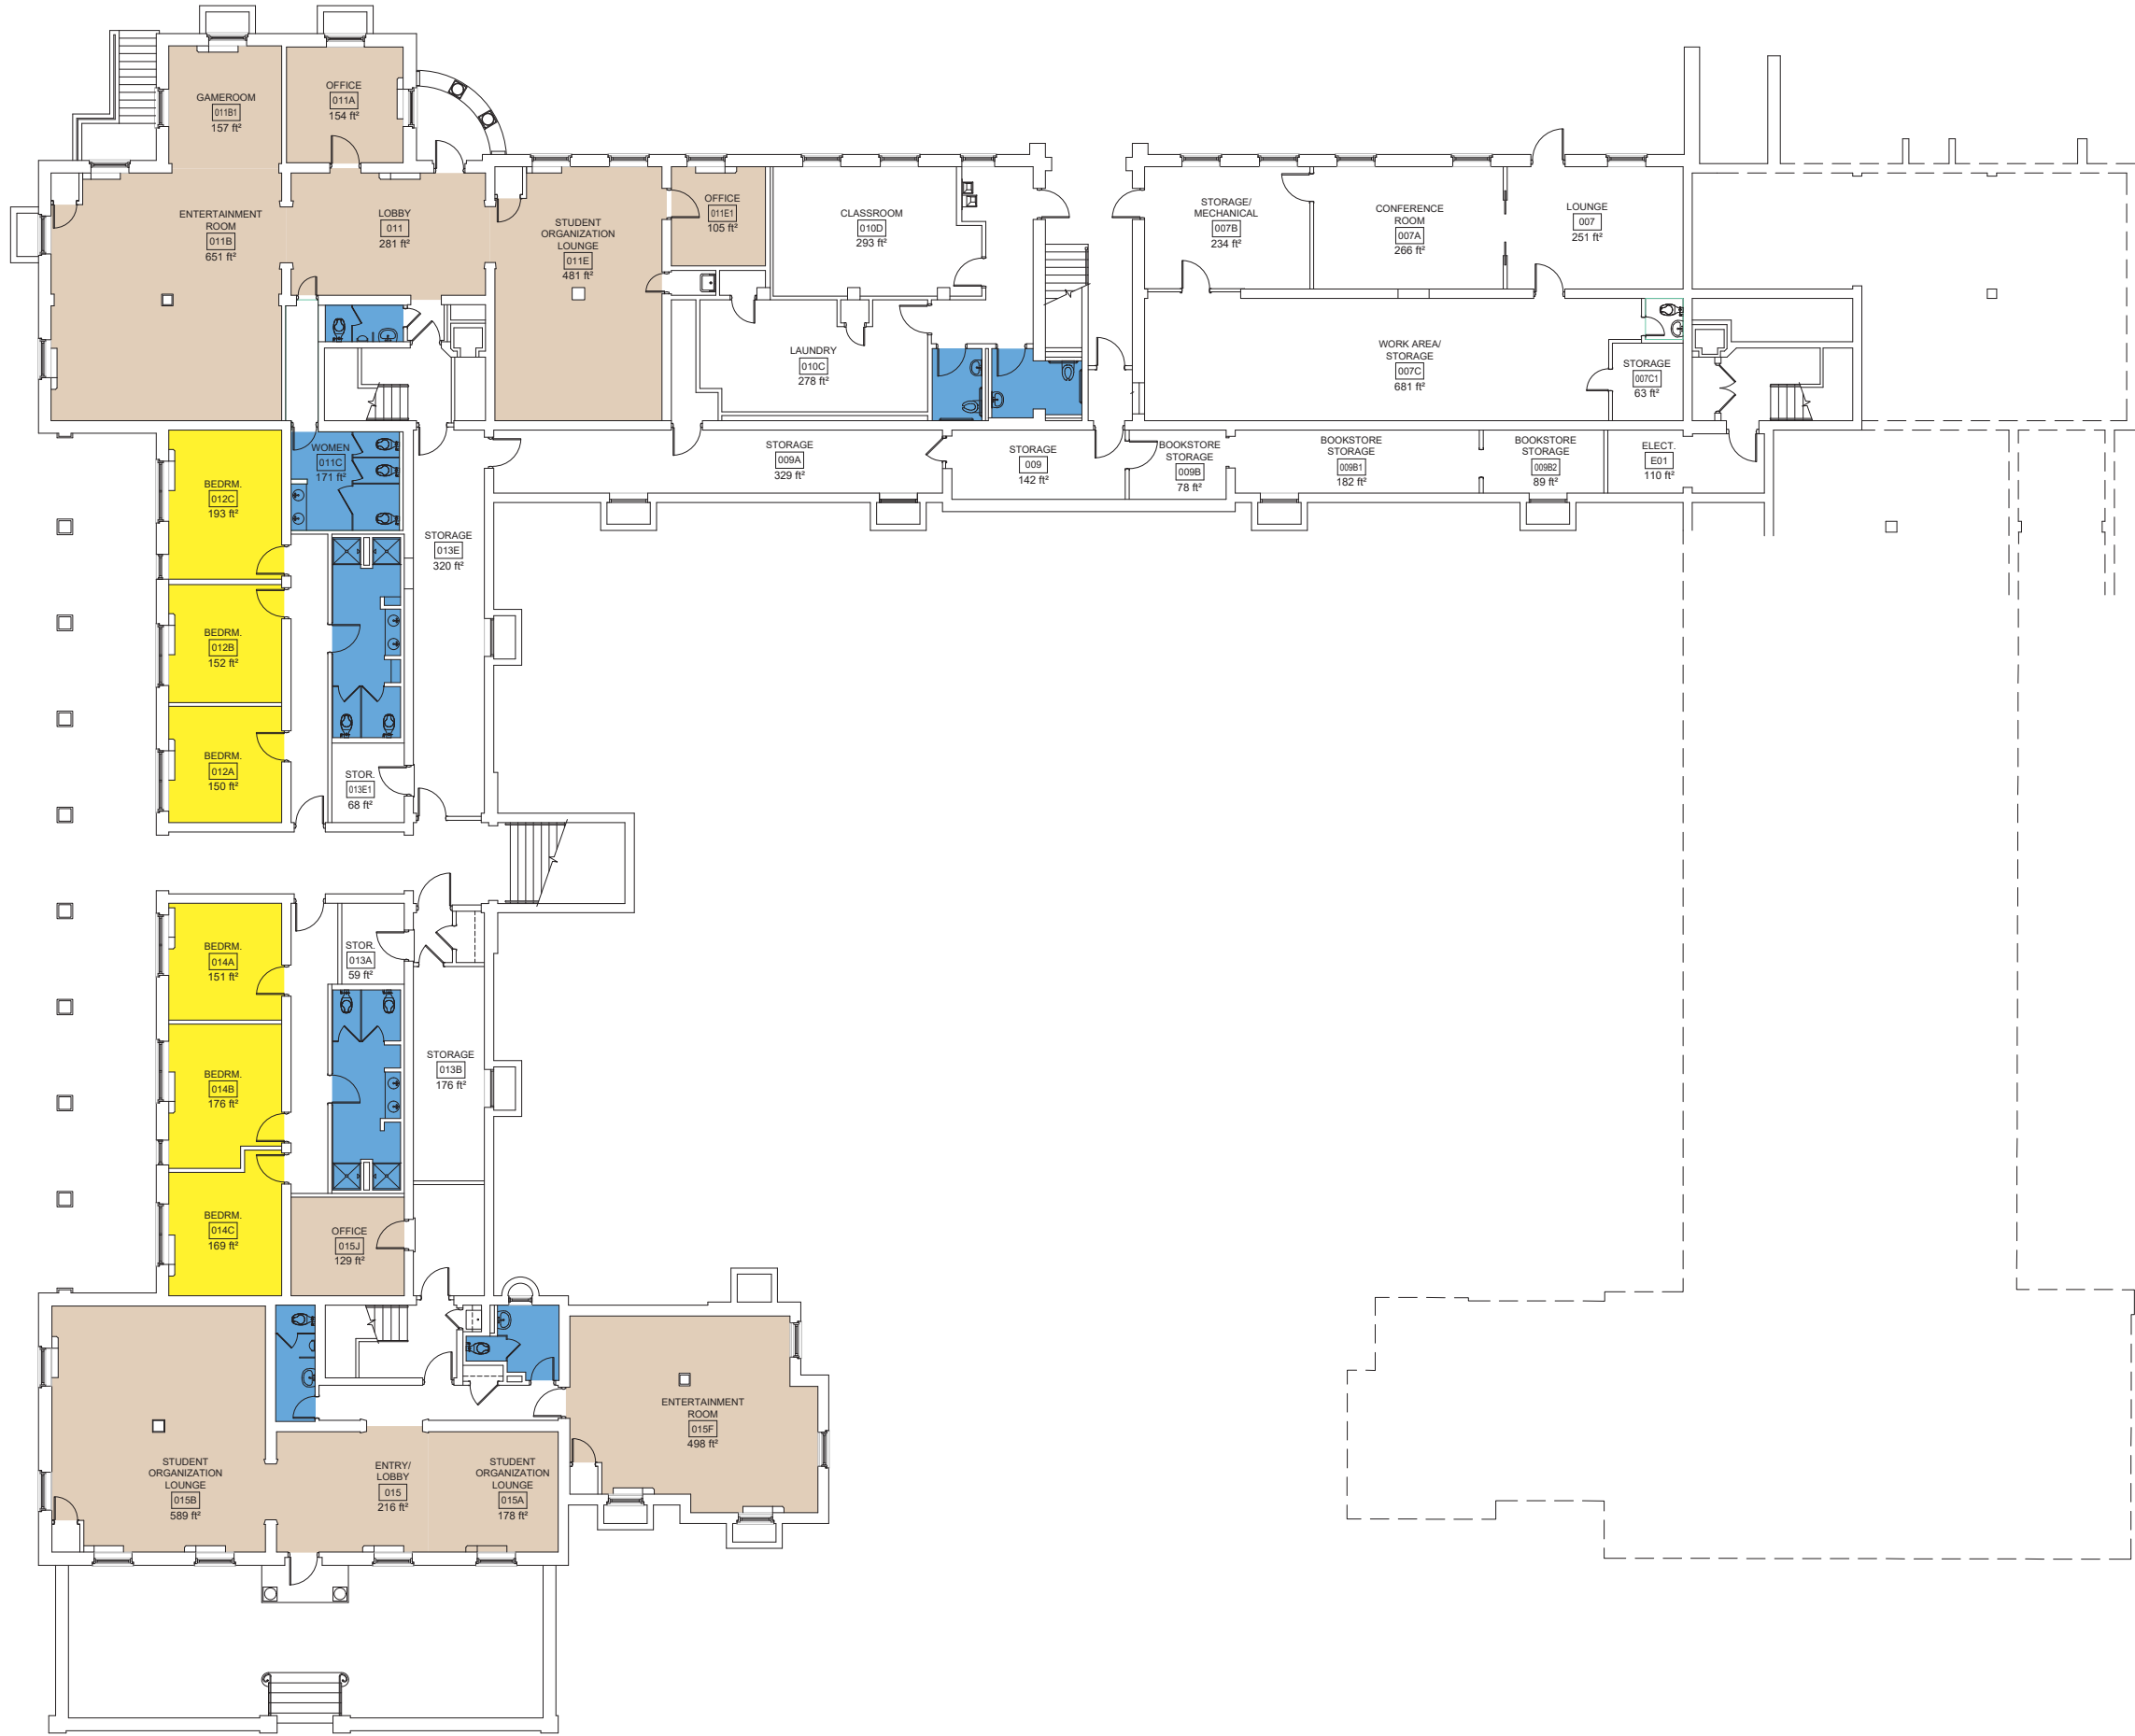 GAMEROOM
011B1
157 ft²
OFFICE
011A
154 ft²
ENTERTAINMENT
ROOM
011B
651 ft²
LOBBY
011
281 ft²
STUDENT
ORGANIZATION
LOUNGE
011E
481 ft²
OFFICE
011E1
105 ft²
CLASSROOM
010D
293 ft²
STORAGE/
MECHANICAL
007B
234 ft²
CONFERENCE
ROOM
007A
266 ft²
LOUNGE
007
251 ft²
LAUNDRY
010C
278 ft²
WORK AREA/
STORAGE
007C
681 ft²
STORAGE
007C1
63 ft²
WOMEN
011C
171 ft²
STORAGE
009A
329 ft²
STORAGE
009
142 ft²
BOOKSTORE
STORAGE
009B
78 ft²
BOOKSTORE
STORAGE
009B1
182 ft²
BOOKSTORE
STORAGE
009B2
89 ft²
ELECT.
E01
110 ft²
BEDRM.
012C
193 ft²
STORAGE
013E
320 ft²
BEDRM.
012B
152 ft²
BEDRM.
012A
150 ft²
STOR.
013E1
68 ft²
BEDRM.
014A
151 ft²
STOR.
013A
59 ft²
BEDRM.
014B
176 ft²
STORAGE
013B
176 ft²
BEDRM.
014C
169 ft²
OFFICE
015J
129 ft²
ENTERTAINMENT
ROOM
015F
498 ft²
STUDENT
ORGANIZATION
LOUNGE
015B
589 ft²
ENTRY/
LOBBY
015
216 ft²
STUDENT
ORGANIZATION
LOUNGE
015A
178 ft²